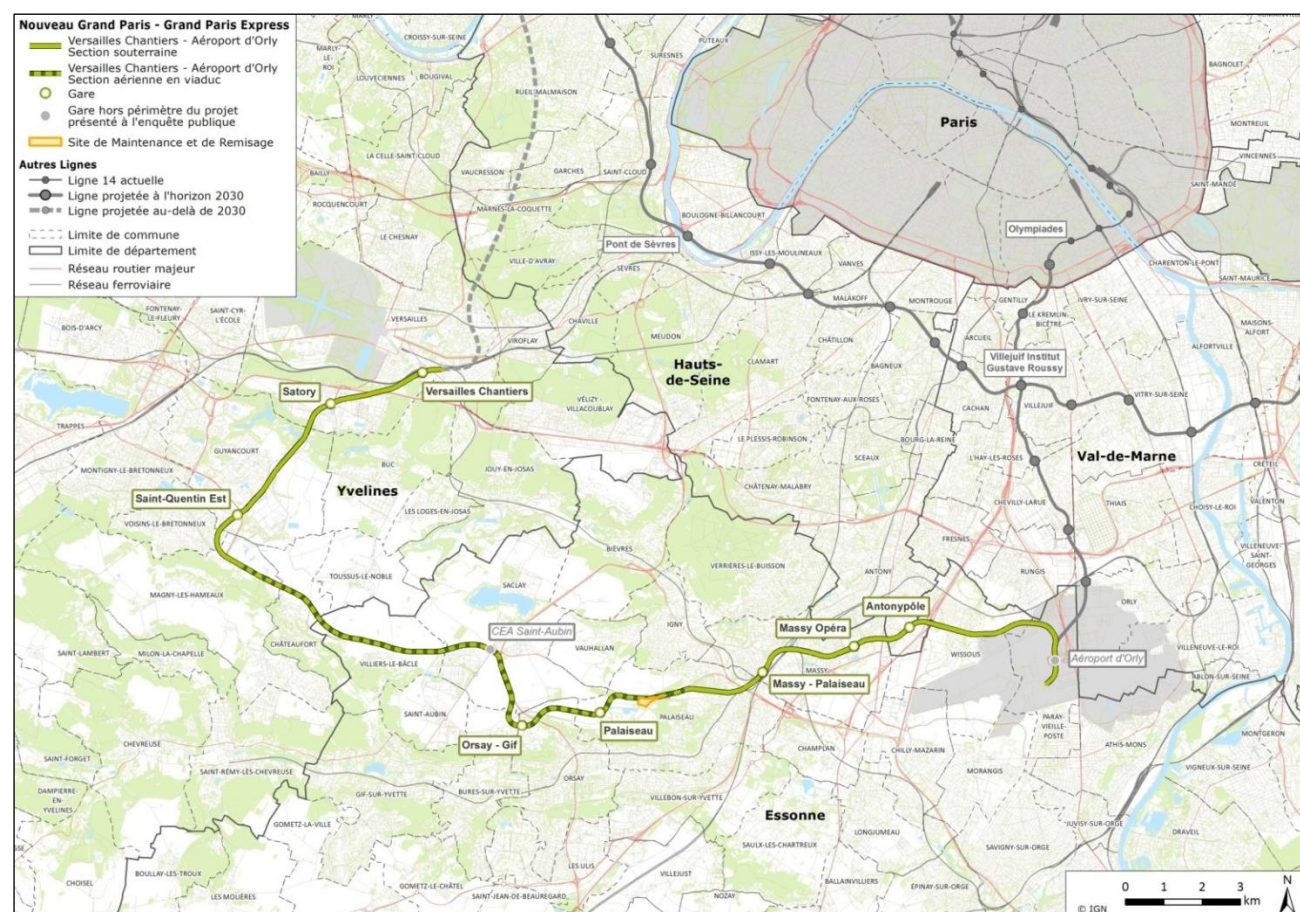 Nouveau Grand Paris - Grand Paris Express
Versailles Chantiers - Aéroport d'Orly
Section souterraine
Versailles Chantiers - Aéroport d'Orly
Section aérienne en viaduc
Gare
Gare hors périmètre du projet
présenté à l'enquête publique
Site de Maintenance et de Remisage
Autres Lignes
Ligne 14 actuelle
Ligne projetée à l'horizon 2030
Ligne projetée au-delà de 2030
Limite de commune
Limite de département
Réseau routier majeur
Réseau ferroviaire
CROISSY-SUR-SEINE
MARLY-
LE-
ROI
LOUVECIENNES
BOUGIVAL
RUEIL-MALMAISON
SURESNES
PUTEAUX
BAGNOLET
MONTREUIL
VINCENNES
SAINT-MANDÉ
Paris
LA CELLE-SAINT-CLOUD
BAILLY
ROCQUENCOURT
VAUCRESSON
GARCHES
SAINT-CLOUD
MARNES-LA-COQUETTE
BOULOGNE-BILLANCOURT
LE CHESNAY
VILLE-D'AVRAY
SÈVRES
Pont de Sèvres
ISSY-LES-MOULINEAUX
VANVES
MALAKOFF
MONTROUGE
GENTILLY
Olympiades
CHARENTON-LE-PONT
SAINT-MAURICE
IVRY-SUR-SEINE
LE KREMLIN-
BICÊTRE
FONTENAY-
LE-FLEURY
SAINT-CYR-
L'ÉCOLE
BOIS-D'ARCY
VERSAILLES
VIROFLAY
CHAVILLE
MEUDON
CHÂTILLON
ARCUEIL
MAISONS-
ALFORT
ALFORTVILLE
Hauts-
de-Seine
CLAMART
BAGNEUX
Villejuif Institut
Gustave Roussy
Satory
Versailles Chantiers
VÉLIZY-
VILLACOUBLAY
FONTENAY-AUX-ROSES
CACHAN
VILLEJUIF
VITRY-SUR-SEINE
TRAPPES
MONTIGNY-LE-BRETONNEUX
GUYANCOURT
BUC
JOUY-EN-JOSAS
LE PLESSIS-ROBINSON
SCEAUX
BOURG-LA-REINE
L'HAY-LES-ROSES
Val-de-Marne
CRÉTEIL
Saint-Quentin Est
Yvelines
VOISINS-LE-BRETONNEUX
LES LOGES-EN-JOSAS
CHÂTENAY-MALABRY
CHEVILLY-LARUE
THIAIS
CHOISY-LE-ROI
VALENTON
BIÈVRES
FRESNES
VILLENEUVE-
SAINT-
GEORGES
TOUSSUS-LE-NOBLE
VERRIÈRES-LE-BUISSON
ANTONY
RUNGIS
MAGNY-LES-HAMEAUX
SACLAY
ORLY
Antonypôle
CHÂTEAUFORT
IGNY
Massy Opéra
CEA Saint-Aubin
SAINT-LAMBERT
MILON-LA-CHAPELLE
VILLIERS-LE-BÂCLE
VAUHALLAN
WISSOUS
VILLENEUVE-LE-ROI
Aéroport d'Orly
MASSY
Massy - Palaiseau
ABLON-SUR-SEINE
SAINT-AUBIN
PALAISEAU
Palaiseau
Orsay - Gif
PARAY-
VIEILLE-
POSTE
CHEVREUSE
CHAMPLAN
CHILLY-MAZARIN
ATHIS-MONS
MONTGERON
SAINT-FORGET
SAINT-RÉMY-LÈS-CHEVREUSE
ORSAY
MORANGIS
VIGNEUX-SUR-SEINE
DAMPIERRE-
EN-
YVELINES
GIF-SUR-YVETTE
BURES-SUR-YVETTE
VILLEBON-SUR-YVETTE
Essonne
GOMETZ-LA-VILLE
LONGJUMEAU
JUVISY-SUR-ORGE
DRAVEIL
SAULX-LES-CHARTREUX
SAVIGNY-SUR-ORGE
BOULLAY-LES-TROUX
LES ULIS
CHOISEL
LES MOLIÈRES
GOMETZ-LE-CHÂTEL
SAINT-JEAN-DE-BEAUREGARD
VILLEJUST
NOZAY
BALLAINVILLIERS
ÉPINAY-SUR-ORGE
0 1 2 3
km
N
© IGN